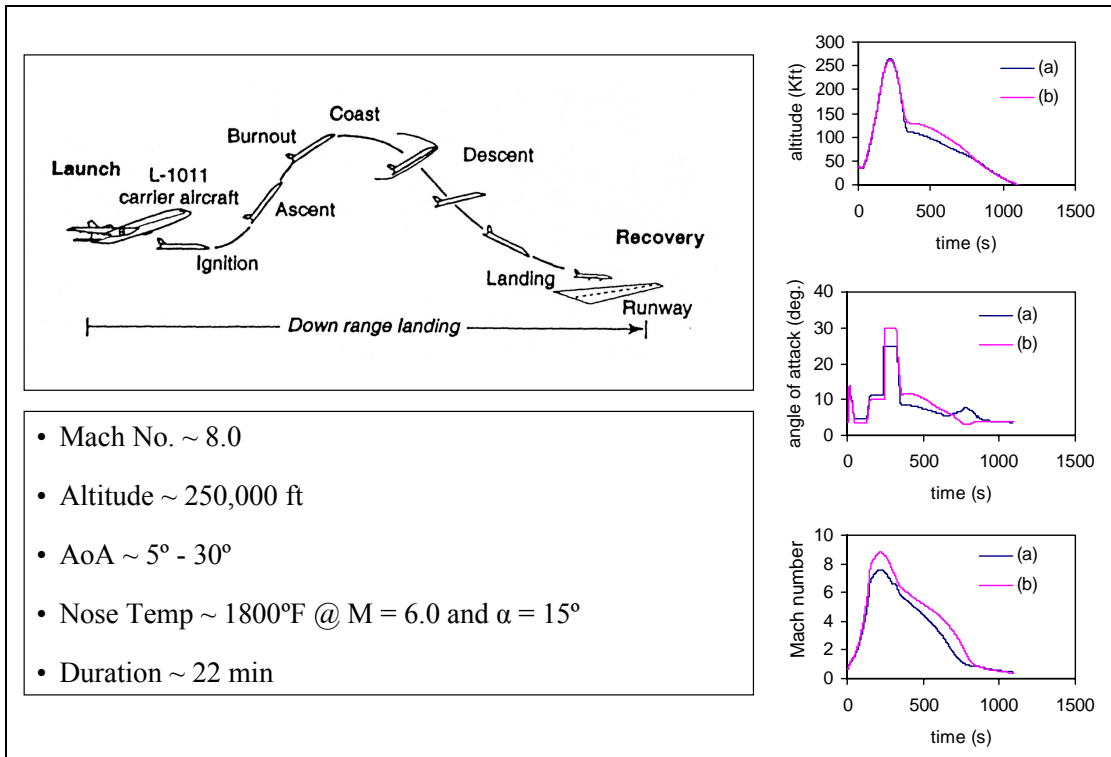 Launch
L-1011
carrier aircraft
Ignition
Ascent
Burnout
Coast
Descent
Recovery
Landing
Runway
Down range landing
• Mach No. ~ 8.0
• Altitude ~ 250,000 ft
• AoA ~ 5º - 30º
• Nose Temp ~ 1800ºF @ M = 6.0 and α = 15º
• Duration ~ 22 min
altitude (Kft)
300
250
200
150
100
50
0
0 500 1000 1500
time (s)
(a)
(b)
angle of attack (deg.)
40
30
20
10
0
0 500 1000 1500
time (s)
(a)
(b)
Mach number
10
8
6
4
2
0
0 500 1000 1500
time (s)
(a)
(b)